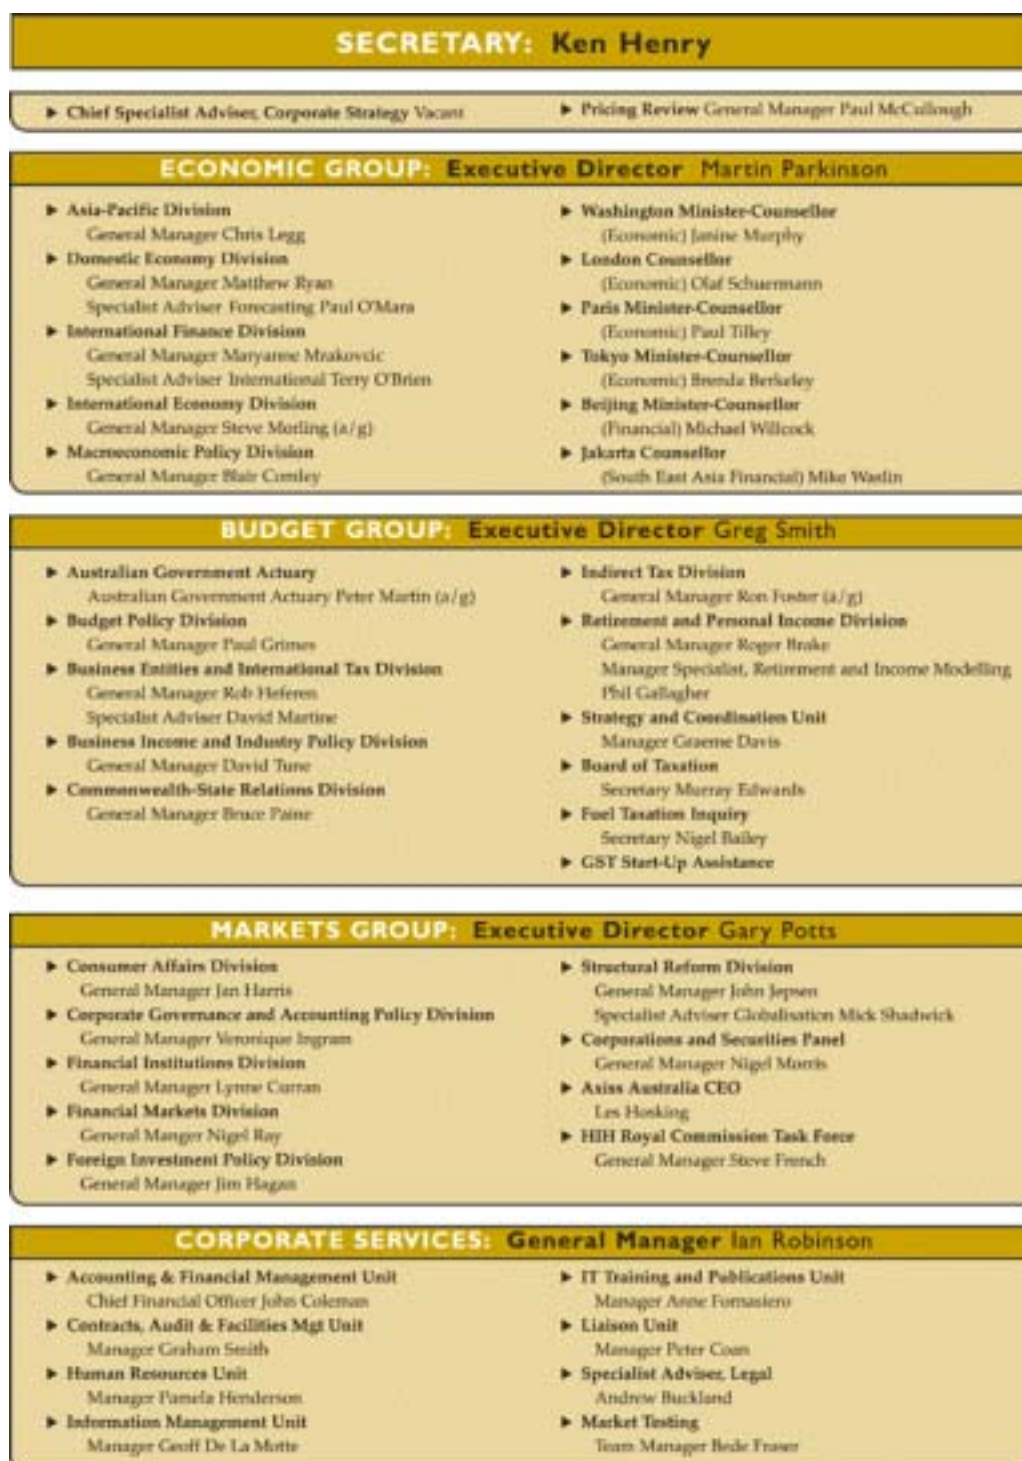 SECRETARY: Ken Henry
▶ Chief Specialist Adviser, Corporate Strategy Vacant
▶ Pricing Review General Manager Paul McCullough
ECONOMIC GROUP: Executive Director Martin Parkinson
▶ Asia-Pacific Division
General Manager Chris Legg
▶ Domestic Economy Division
General Manager Matthew Ryan
Specialist Adviser Forecasting Paul O'Mara
▶ International Finance Division
General Manager Maryanne Mrakovcic
Specialist Adviser International Terry O'Brien
▶ International Economy Division
General Manager Steve Morling (a/g)
▶ Macroeconomic Policy Division
General Manager Blair Comley
▶ Washington Minister-Counsellor
(Economic) Janine Murphy
▶ London Counsellor
(Economic) Olaf Schuermann
▶ Paris Minister-Counsellor
(Economic) Paul Tilley
▶ Tokyo Minister-Counsellor
(Economic) Brenda Berkeley
▶ Beijing Minister-Counsellor
(Financial) Michael Willcock
▶ Jakarta Counsellor
(South East Asia Financial) Mike Waslin
BUDGET GROUP: Executive Director Greg Smith
▶ Australian Government Actuary
Australian Government Actuary Peter Martin (a/g)
▶ Budget Policy Division
General Manager Paul Grimes
▶ Business Entities and International Tax Division
General Manager Rob Heferen
Specialist Adviser David Martine
▶ Business Income and Industry Policy Division
General Manager David Tune
▶ Commonwealth-State Relations Division
General Manager Bruce Paine
▶ Indirect Tax Division
General Manager Ron Foster (a/g)
▶ Retirement and Personal Income Division
General Manager Roger Brake
Manager Specialist, Retirement and Income Modelling
Phil Gallagher
▶ Strategy and Coordination Unit
Manager Graeme Davis
▶ Board of Taxation
Secretary Murray Edwards
▶ Fuel Taxation Inquiry
Secretary Nigel Bailey
▶ GST Start-Up Assistance
MARKETS GROUP: Executive Director Gary Potts
▶ Consumer Affairs Division
General Manager Jan Harris
▶ Corporate Governance and Accounting Policy Division
General Manager Veronique Ingram
▶ Financial Institutions Division
General Manager Lynne Curran
▶ Financial Markets Division
General Manger Nigel Ray
▶ Foreign Investment Policy Division
General Manager Jim Hagan
▶ Structural Reform Division
General Manager John Jepsen
Specialist Adviser Globalisation Mick Shadwick
▶ Corporations and Securities Panel
General Manager Nigel Morris
▶ Axiss Australia CEO
Les Hosking
▶ HIH Royal Commission Task Force
General Manager Steve French
CORPORATE SERVICES: General Manager Ian Robinson
▶ Accounting & Financial Management Unit
Chief Financial Officer John Coleman
▶ Contracts, Audit & Facilities Mgt Unit
Manager Graham Smith
▶ Human Resources Unit
Manager Pamela Henderson
▶ Information Management Unit
Manager Geoff De La Motte
▶ IT Training and Publications Unit
Manager Anne Fornasiero
▶ Liaison Unit
Manager Peter Coan
▶ Specialist Adviser, Legal
Andrew Buckland
▶ Market Testing
Team Manager Bede Fraser